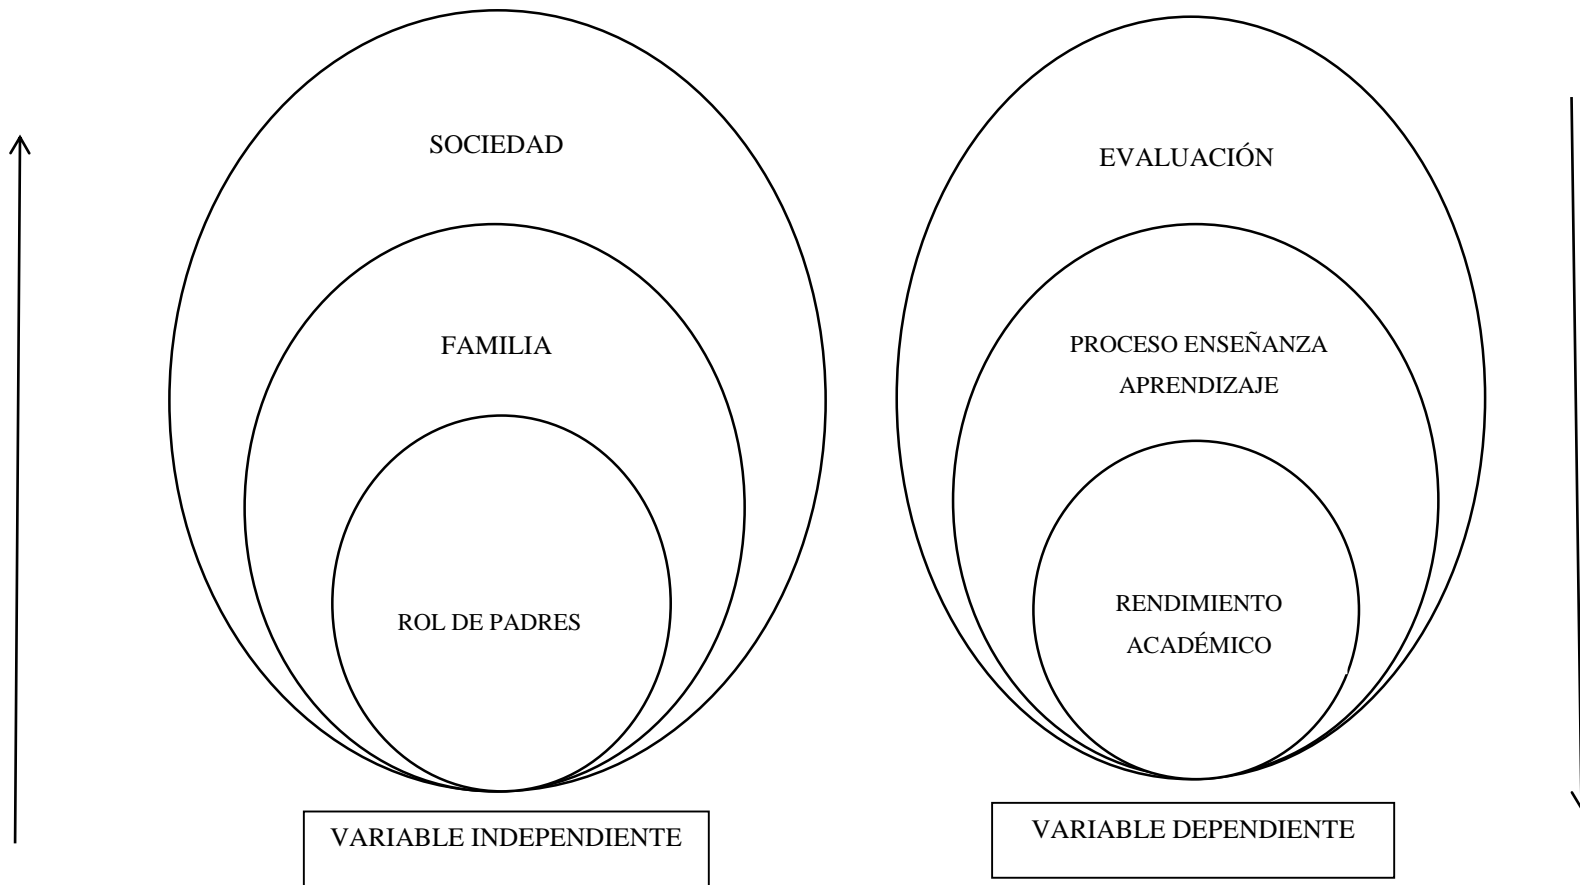 SOCIEDAD
FAMILIA
ROL DE PADRES
VARIABLE INDEPENDIENTE
EVALUACIÓN
PROCESO ENSEÑANZA
APRENDIZAJE
RENDIMIENTO
ACADÉMICO
VARIABLE DEPENDIENTE